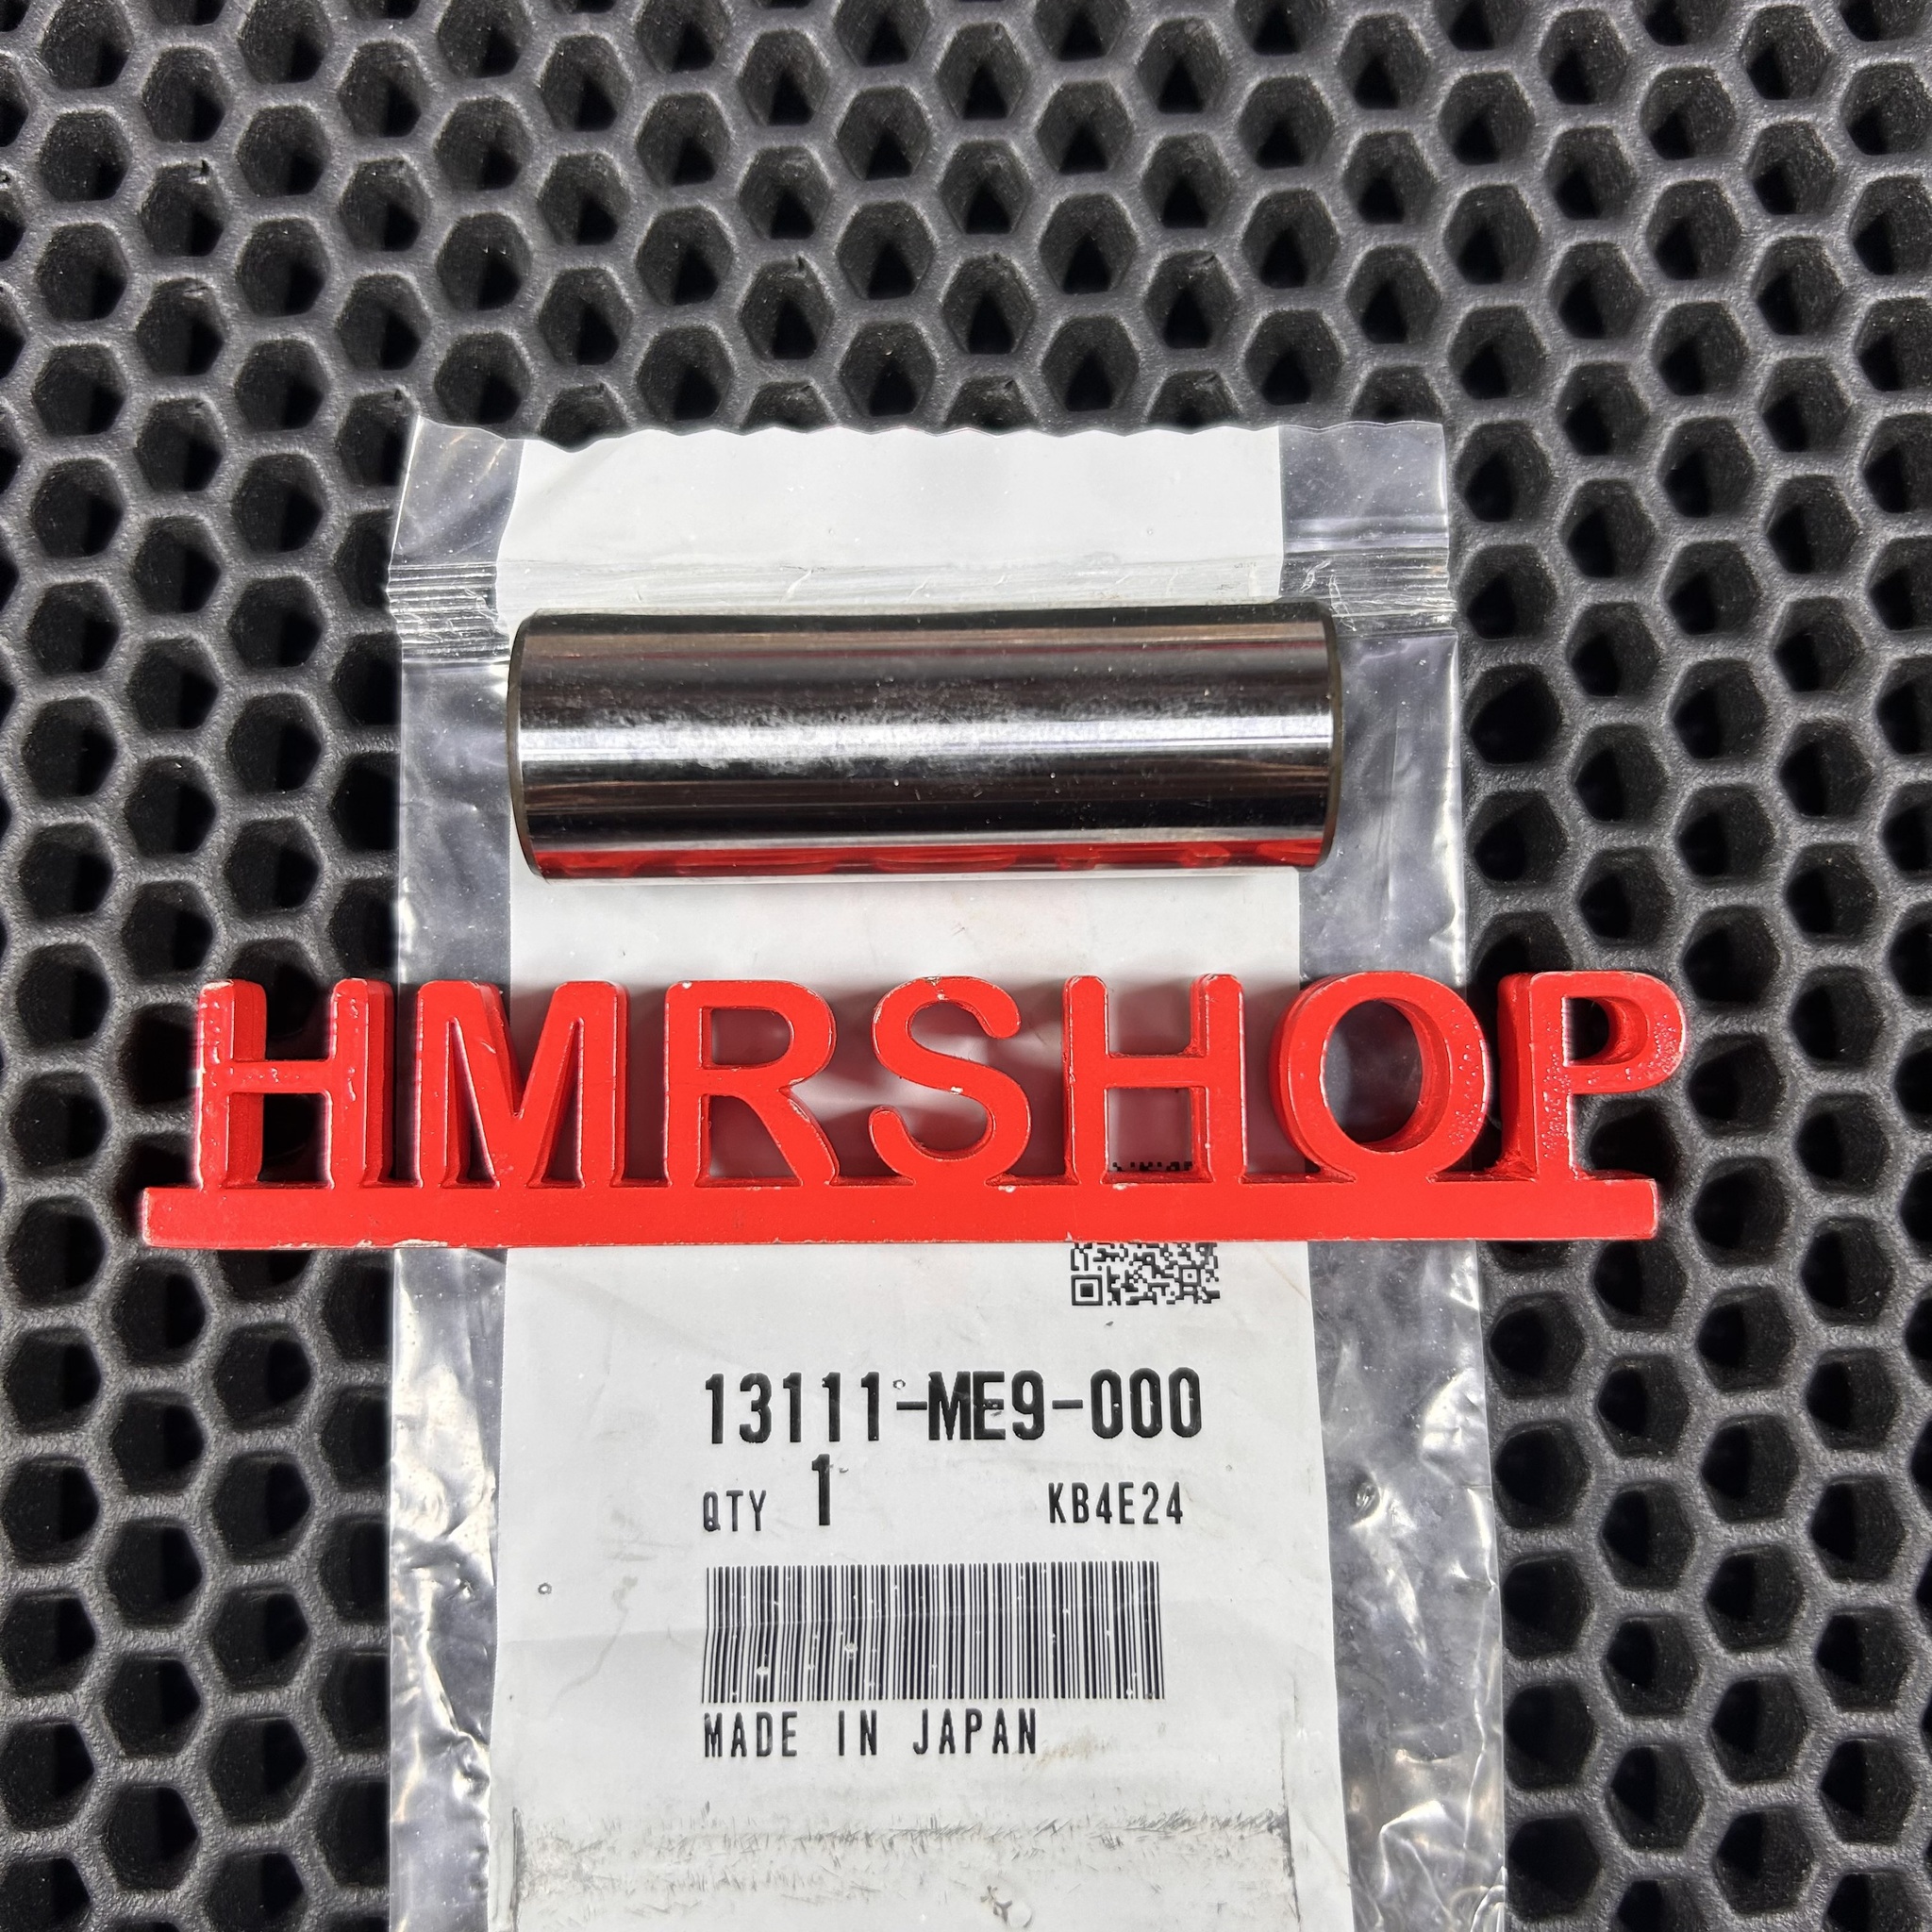 HMRSHOP
13111-ME9-000
QTY 1 KB4E24
MADE IN JAPAN